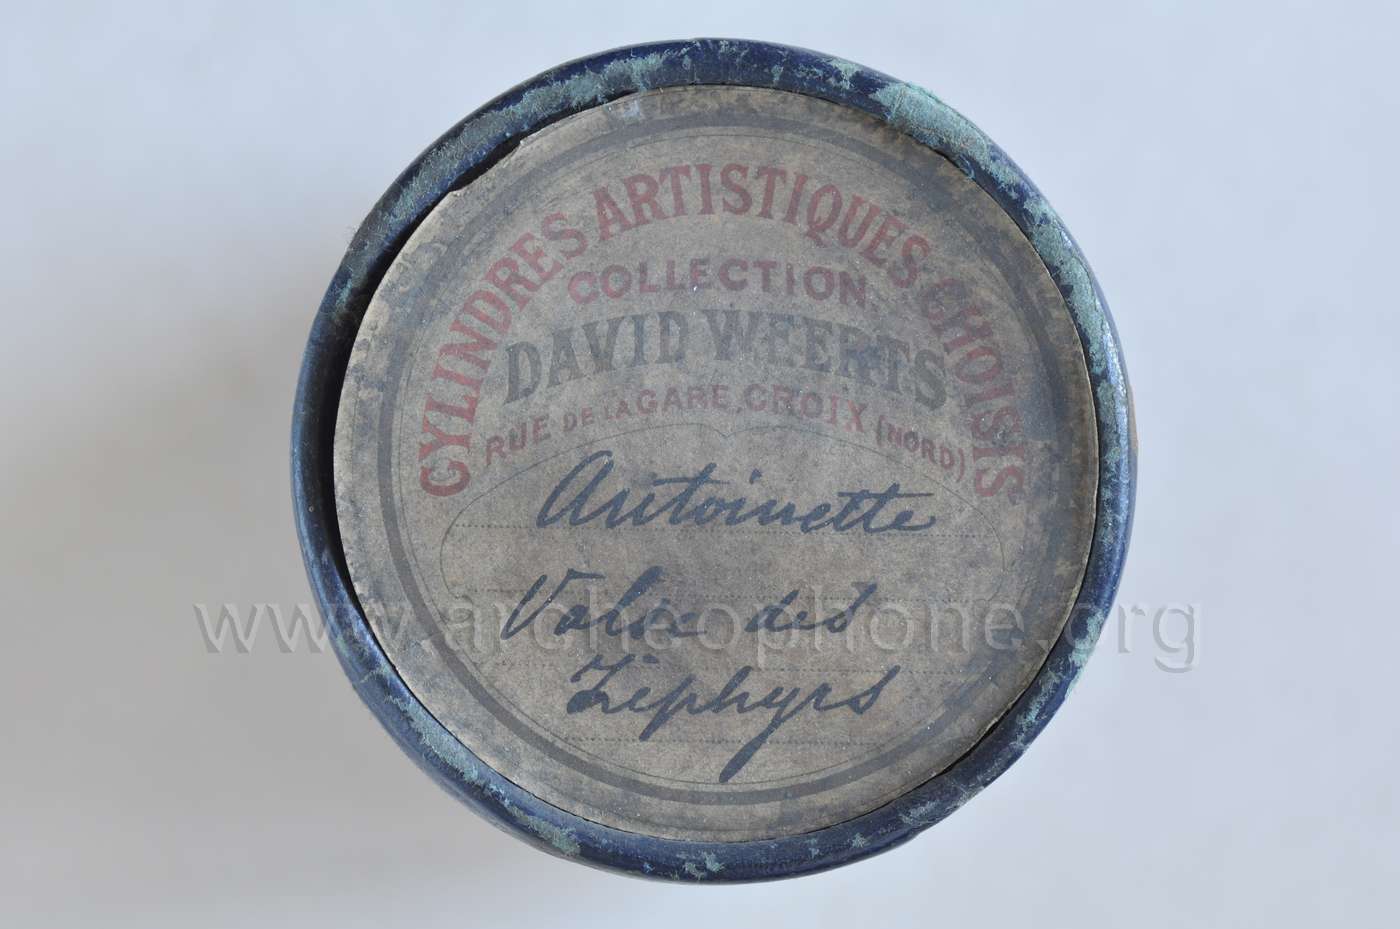 CYLINDRES ARTISTIQUES CHOISIS
COLLECTION
DAVID WEERTS
RUE DE LA GARE, CROIX (NORD)
Antoinette
Valse des
Zéphyrs
www.archeophone.org